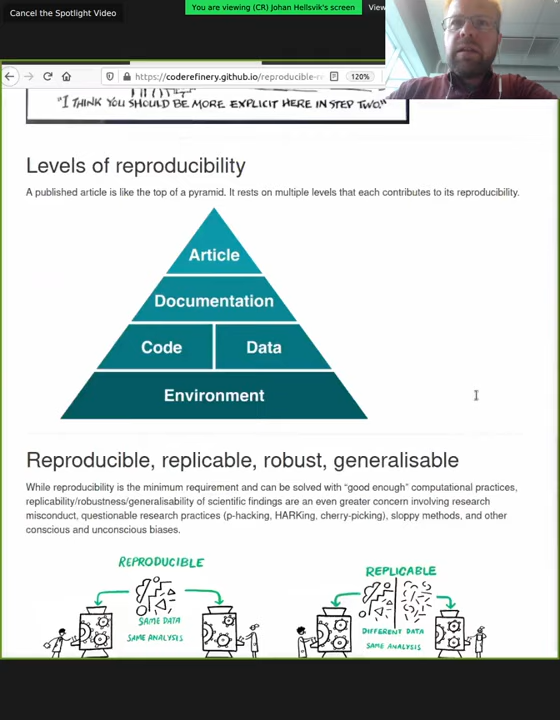 Cancel the Spotlight Video
You are viewing (CR) Johan Hellsvik's screen
View
https://coderefinery.github.io/reproducible-r
120%
"I THINK YOU SHOULD BE MORE EXPLICIT HERE IN STEP TWO."
Levels of reproducibility
A published article is like the top of a pyramid. It rests on multiple levels that each contributes to its reproducibility.
Article
Documentation
Code Data
Environment
Reproducible, replicable, robust, generalisable
While reproducibility is the minimum requirement and can be solved with “good enough” computational practices,
replicability/robustness/generalisability of scientific findings are an even greater concern involving research
misconduct, questionable research practices (p-hacking, HARKing, cherry-picking), sloppy methods, and other
conscious and unconscious biases.
REPRODUCIBLE
SAME DATA
SAME ANALYSIS
REPLICABLE
DIFFERENT DATA
SAME ANALYSIS